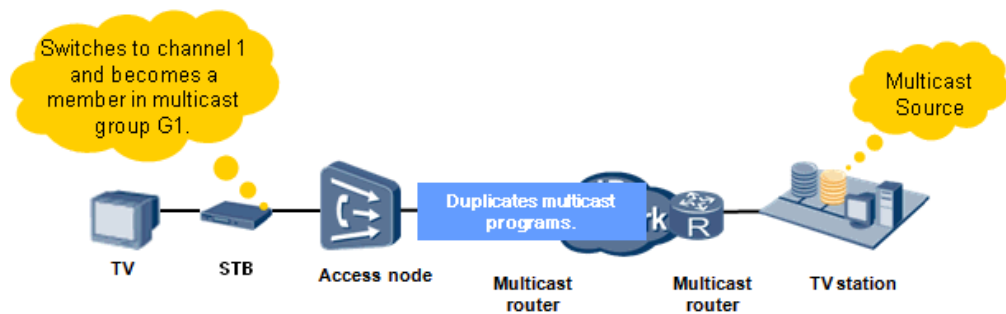 Switches to channel 1
and becomes a
member in multicast
group G1.
Multicast
Source
Duplicates multicast
programs.
R
TV
STB
Access node
Multicast
router
Multicast
router
TV station